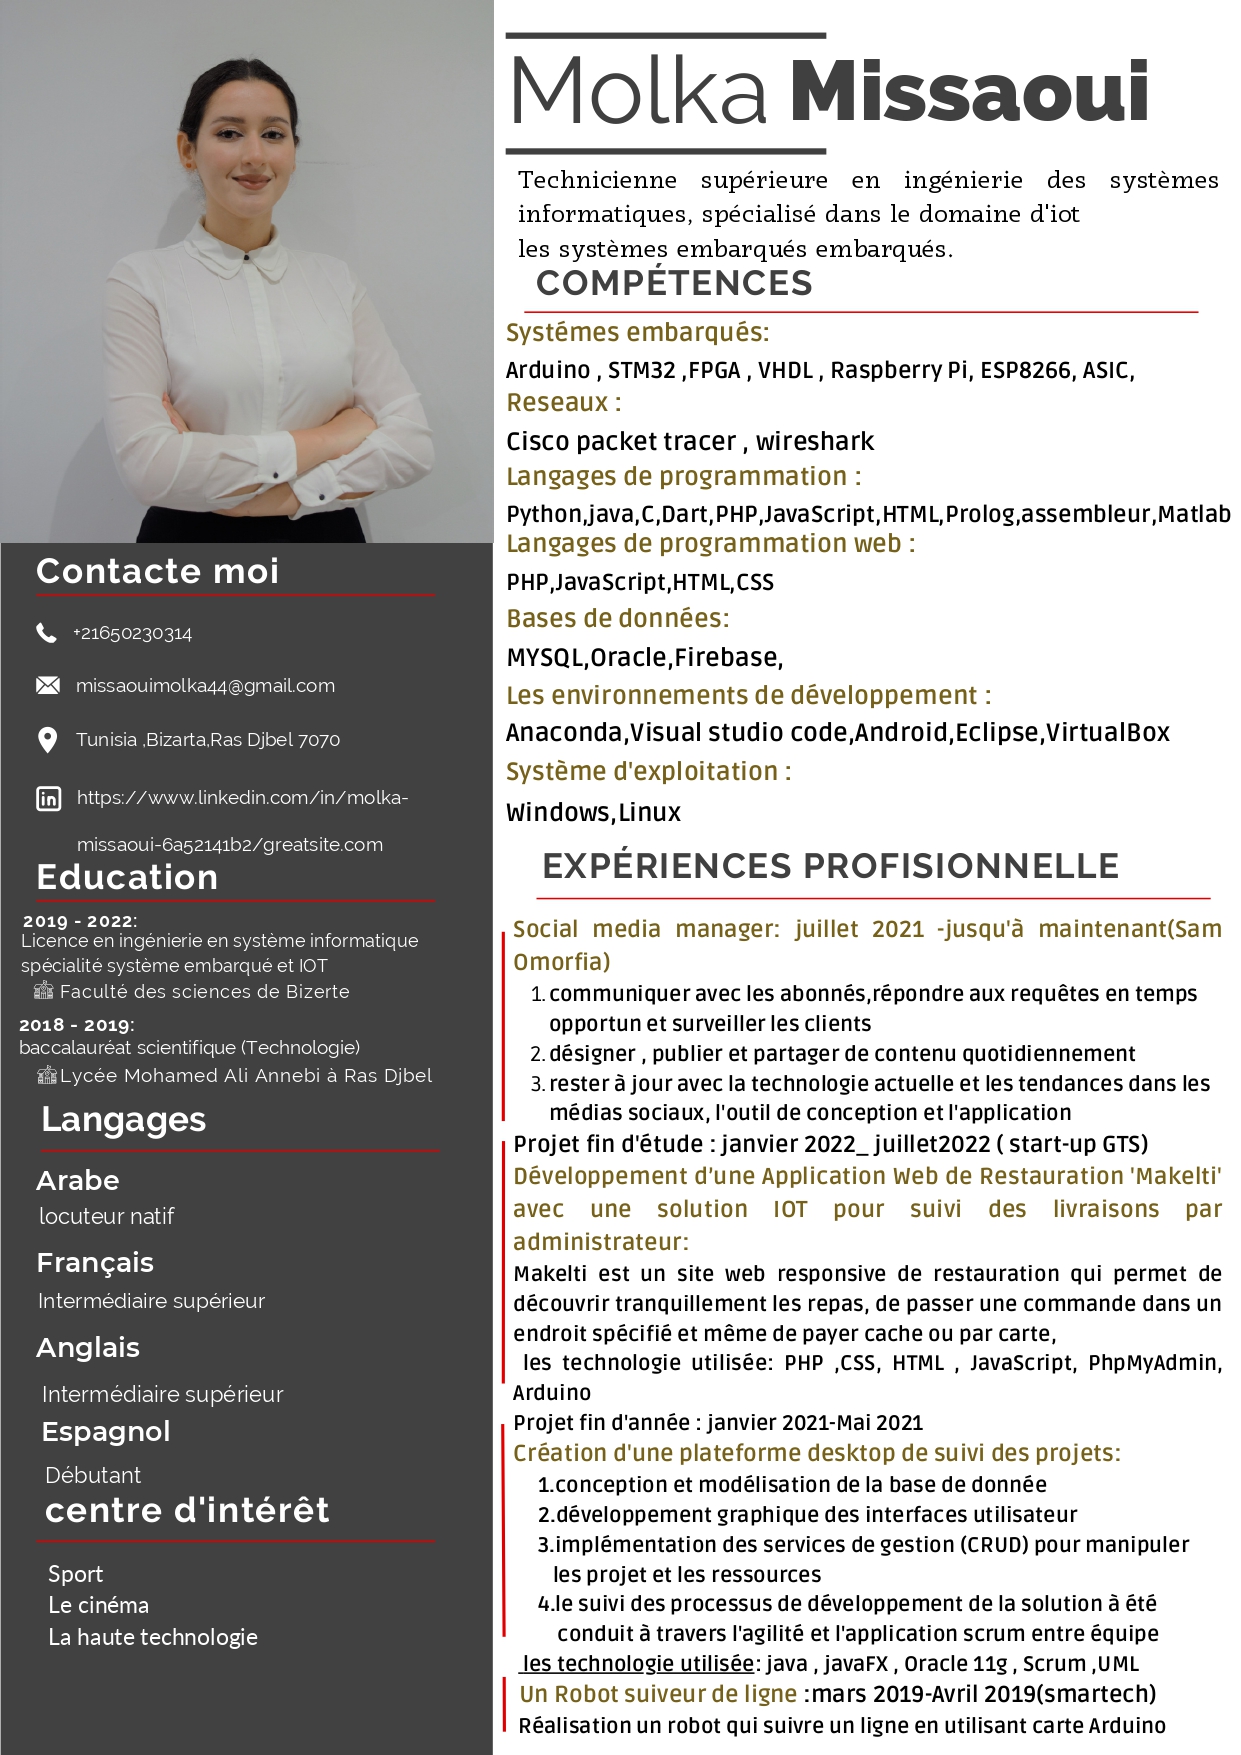 Molka Missaoui
Technicienne supérieure en ingénierie des systèmes
informatiques, spécialisé dans le domaine d'iot
les systèmes embarqués embarqués.
COMPÉTENCES
Systémes embarqués:
Arduino , STM32 ,FPGA , VHDL , Raspberry Pi, ESP8266, ASIC,
Reseaux :
Cisco packet tracer , wireshark
Langages de programmation :
Python,java,C,Dart,PHP,JavaScript,HTML,Prolog,assembleur,Matlab
Langages de programmation web :
PHP,JavaScript,HTML,CSS
Bases de données:
MYSQL,Oracle,Firebase,
Les environnements de développement :
Anaconda,Visual studio code,Android,Eclipse,VirtualBox
Système d'exploitation :
Windows,Linux
EXPÉRIENCES PROFISIONNELLE
Social media manager: juillet 2021 -jusqu'à maintenant(Sam
Omorfia)
1. communiquer avec les abonnés,répondre aux requêtes en temps
opportun et surveiller les clients
2. désigner , publier et partager de contenu quotidiennement
3. rester à jour avec la technologie actuelle et les tendances dans les
médias sociaux, l'outil de conception et l'application
Projet fin d'étude : janvier 2022_ juillet2022 ( start-up GTS)
Développement d’une Application Web de Restauration 'Makelti'
avec une solution IOT pour suivi des livraisons par
administrateur:
Makelti est un site web responsive de restauration qui permet de
découvrir tranquillement les repas, de passer une commande dans un
endroit spécifié et même de payer cache ou par carte,
les technologie utilisée: PHP ,CSS, HTML , JavaScript, PhpMyAdmin,
Arduino
Projet fin d'année : janvier 2021-Mai 2021
Création d'une plateforme desktop de suivi des projets:
1.conception et modélisation de la base de donnée
2.développement graphique des interfaces utilisateur
3.implémentation des services de gestion (CRUD) pour manipuler
les projet et les ressources
4.le suivi des processus de développement de la solution à été
conduit à travers l'agilité et l'application scrum entre équipe
les technologie utilisée: java , javaFX , Oracle 11g , Scrum ,UML
Un Robot suiveur de ligne :mars 2019-Avril 2019(smartech)
Réalisation un robot qui suivre un ligne en utilisant carte Arduino
Contacte moi
+21650230314
missaouimolka44@gmail.com
Tunisia ,Bizarta,Ras Djbel 7070
https://www.linkedin.com/in/molka-
missaoui-6a52141b2/greatsite.com
Education
2019 - 2022:
Licence en ingénierie en système informatique
spécialité système embarqué et IOT
Faculté des sciences de Bizerte
2018 - 2019:
baccalauréat scientifique (Technologie)
Lycée Mohamed Ali Annebi à Ras Djbel
Langages
Arabe
locuteur natif
Français
Intermédiaire supérieur
Anglais
Intermédiaire supérieur
Espagnol
Débutant
centre d'intérêt
Sport
Le cinéma
La haute technologie